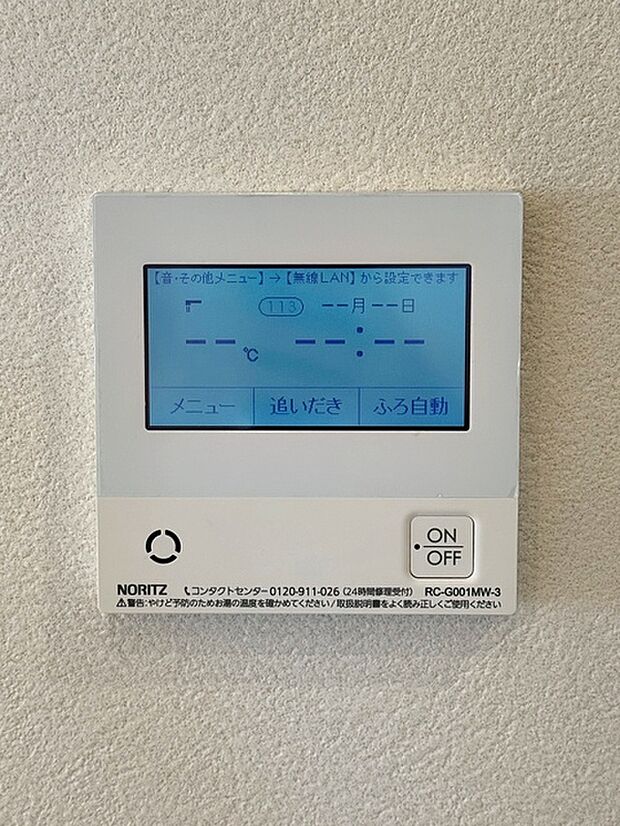 【音・その他メニュー】→【無線LAN】から設定できます
113 --月--日
--℃ --:--
メニュー 追いだき ふろ自動
ON
OFF
NORITZ コンタクトセンター 0120-911-026 (24時間修理受付) RC-G001MW-3
警告:やけど予防のためお湯の温度を確かめてください/取扱説明書をよく読み正しくご使用ください